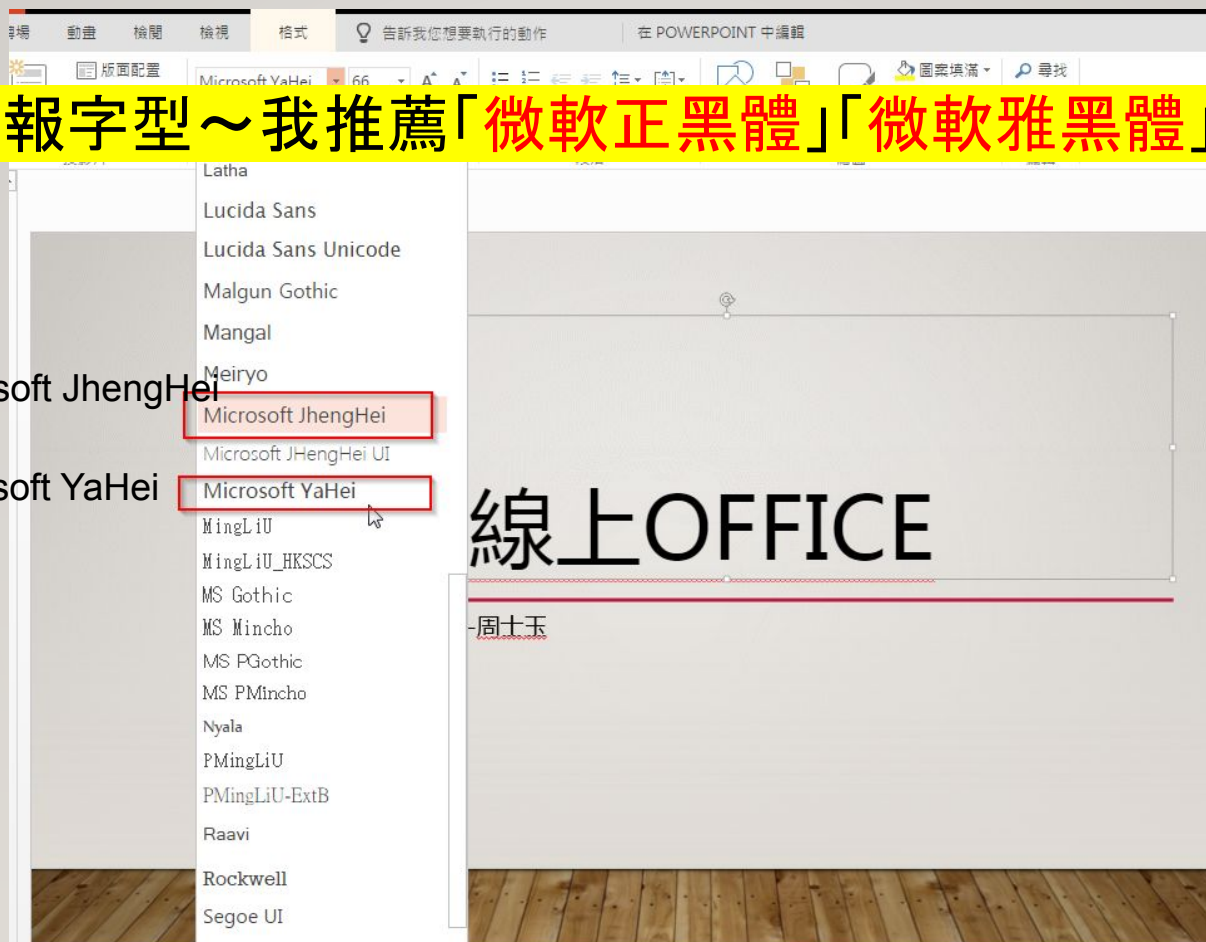 動畫 檢閱 檢視 格式 告訴我您想要執行的動作 在 POWERPOINT 中編輯
版面配置 Microsoft YaHei 66 圖案填滿 尋找
報字型～我推薦「微軟正黑體」「微軟雅黑體」
Latha
Lucida Sans
Lucida Sans Unicode
Malgun Gothic
Mangal
Meiryo
soft JhengHei
Microsoft JhengHei
Microsoft JHengHei UI
soft YaHei
Microsoft YaHei
MingLiU
線上OFFICE
MingLiU_HKSCS
MS Gothic
MS Mincho
-周士玉
MS PGothic
MS PMincho
Nyala
PMingLiU
PMingLiU-ExtB
Raavi
Rockwell
Segoe UI